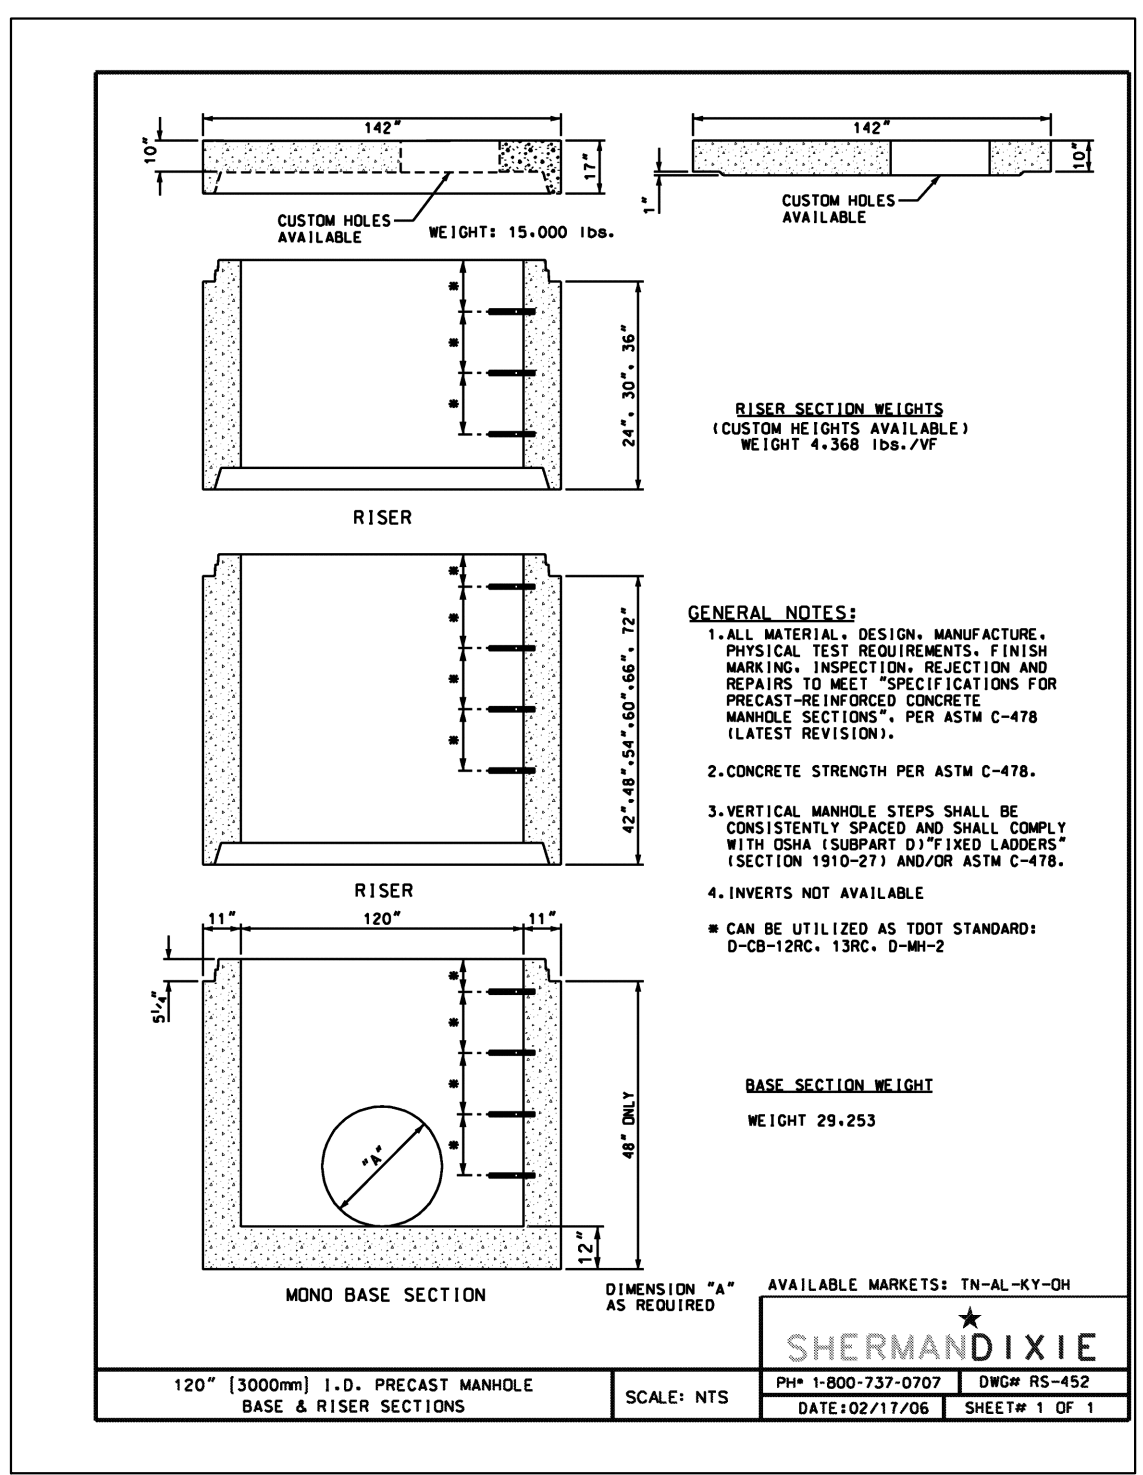 142"
10"
17"
CUSTOM HOLES
AVAILABLE
WEIGHT: 15.000 lbs.
142"
10"
1"
CUSTOM HOLES
AVAILABLE
*
*
*
24", 30", 36"
RISER
RISER SECTION WEIGHTS
(CUSTOM HEIGHTS AVAILABLE)
WEIGHT 4.368 lbs./VF
*
*
*
*
42",48",54",60",66", 72"
RISER
GENERAL NOTES:
1.ALL MATERIAL, DESIGN, MANUFACTURE,
PHYSICAL TEST REQUIREMENTS, FINISH
MARKING, INSPECTION, REJECTION AND
REPAIRS TO MEET "SPECIFICATIONS FOR
PRECAST-REINFORCED CONCRETE
MANHOLE SECTIONS", PER ASTM C-478
(LATEST REVISION).
2.CONCRETE STRENGTH PER ASTM C-478.
3.VERTICAL MANHOLE STEPS SHALL BE
CONSISTENTLY SPACED AND SHALL COMPLY
WITH OSHA (SUBPART D)"FIXED LADDERS"
(SECTION 1910-27) AND/OR ASTM C-478.
4.INVERTS NOT AVAILABLE
* CAN BE UTILIZED AS TDOT STANDARD:
D-CB-12RC, 13RC, D-MH-2
11"
120"
11"
5¼"
*
*
*
*
"A"
48" ONLY
12"
MONO BASE SECTION
DIMENSION "A"
AS REQUIRED
BASE SECTION WEIGHT
WEIGHT 29.253
AVAILABLE MARKETS: TN-AL-KY-OH
SHERMANDIXIE
120" [3000mm] I.D. PRECAST MANHOLE
BASE & RISER SECTIONS
SCALE: NTS
PH• 1-800-737-0707
DWG# RS-452
DATE:02/17/06
SHEET# 1 OF 1